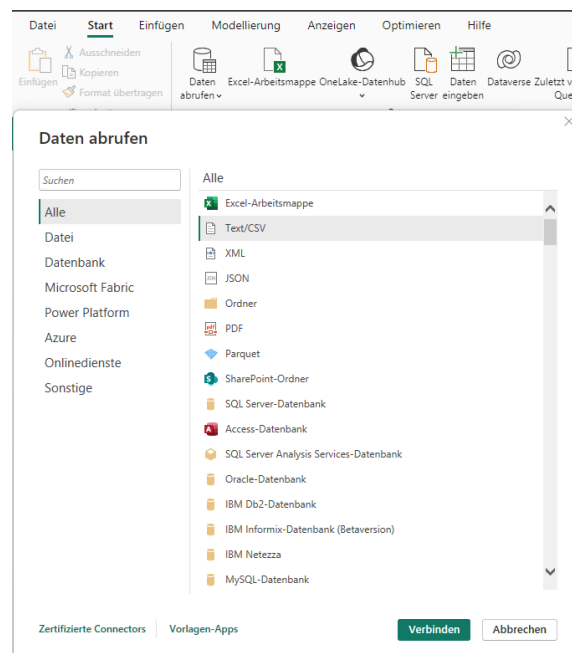 Datei Start Einfügen Modellierung Anzeigen Optimieren Hilfe
Einfügen
Ausschneiden
Kopieren
Format übertragen
Daten abrufen
Excel-Arbeitsmappe
OneLake-Datenhub
SQL Server
Daten eingeben
Dataverse
Zuletzt
Daten abrufen
Suchen
Alle
Datei
Datenbank
Microsoft Fabric
Power Platform
Azure
Onlinedienste
Sonstige
Alle
Excel-Arbeitsmappe
Text/CSV
XML
JSON
Ordner
PDF
Parquet
SharePoint-Ordner
SQL Server-Datenbank
Access-Datenbank
SQL Server Analysis Services-Datenbank
Oracle-Datenbank
IBM Db2-Datenbank
IBM Informix-Datenbank (Betaversion)
IBM Netezza
MySQL-Datenbank
Zertifizierte Connectors Vorlagen-Apps Verbinden Abbrechen